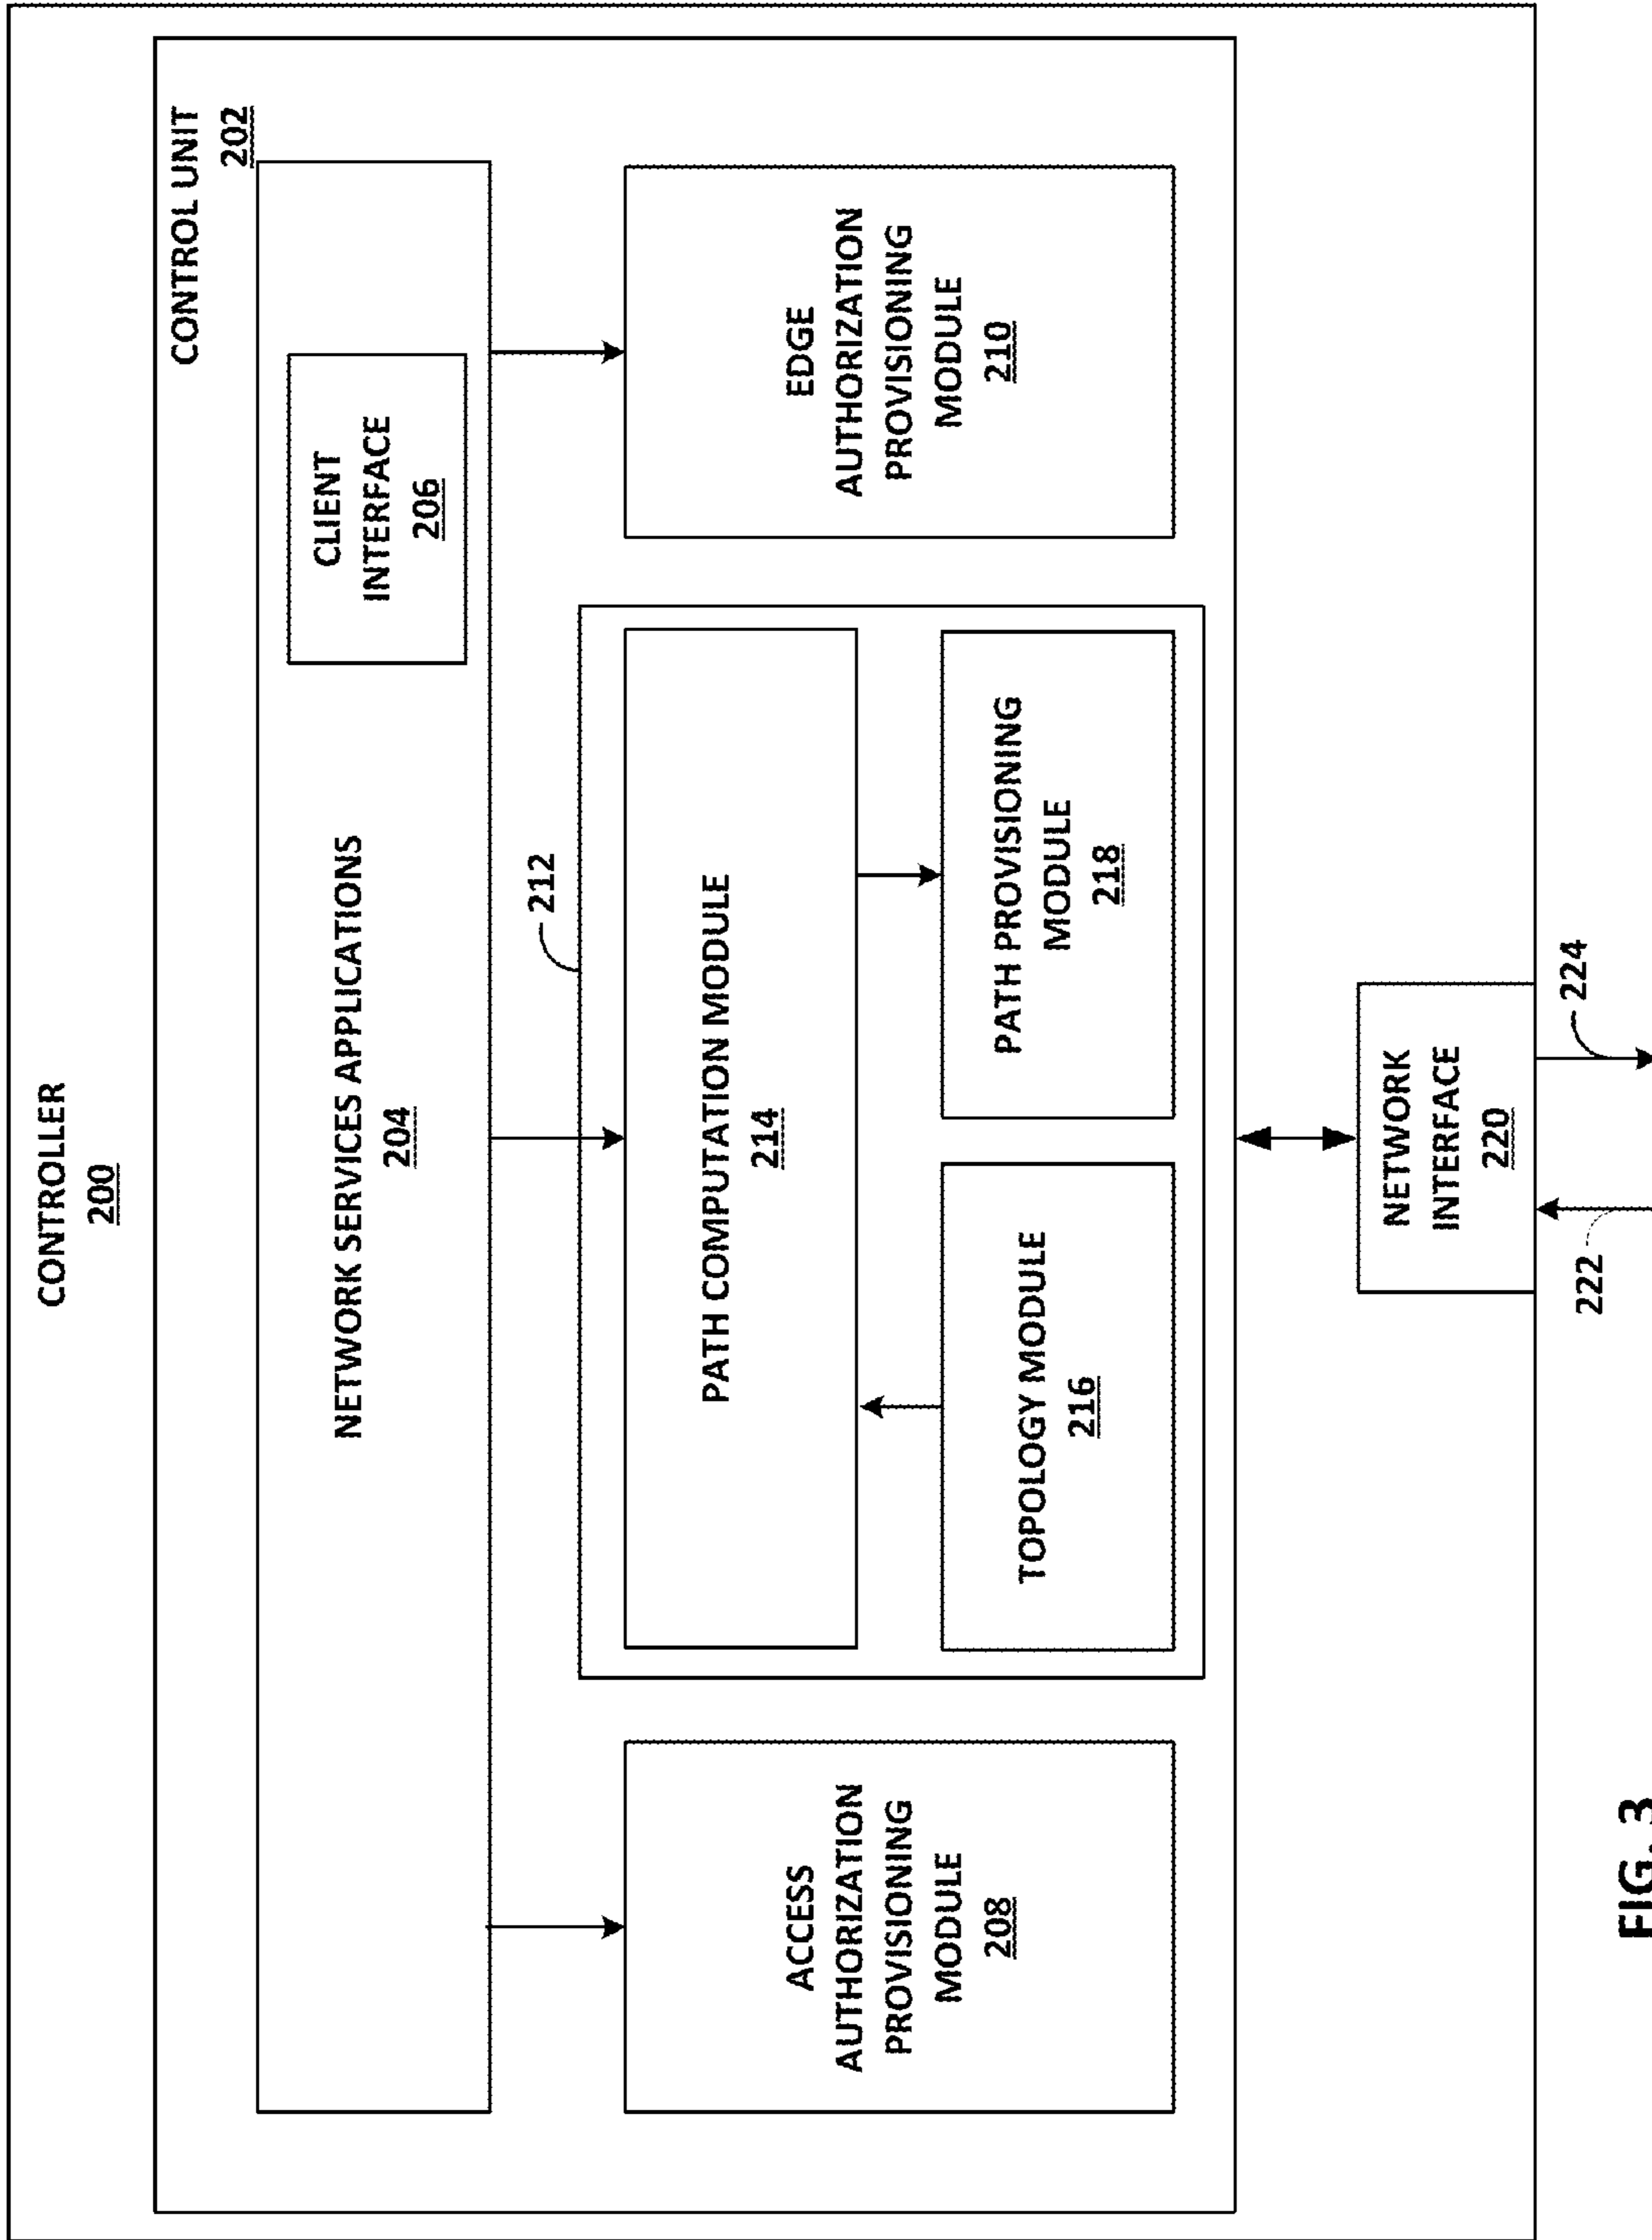 CONTROLLER
200
CONTROL UNIT
202
NETWORK SERVICES APPLICATIONS
204
CLIENT
INTERFACE
206
212
ACCESS
AUTHORIZATION
PROVISIONING
MODULE
208
PATH COMPUTATION MODULE
214
TOPOLOGY MODULE
216
PATH PROVISIONING
MODULE
218
EDGE
AUTHORIZATION
PROVISIONING
MODULE
210
NETWORK
INTERFACE
220
222
224
FIG. 3